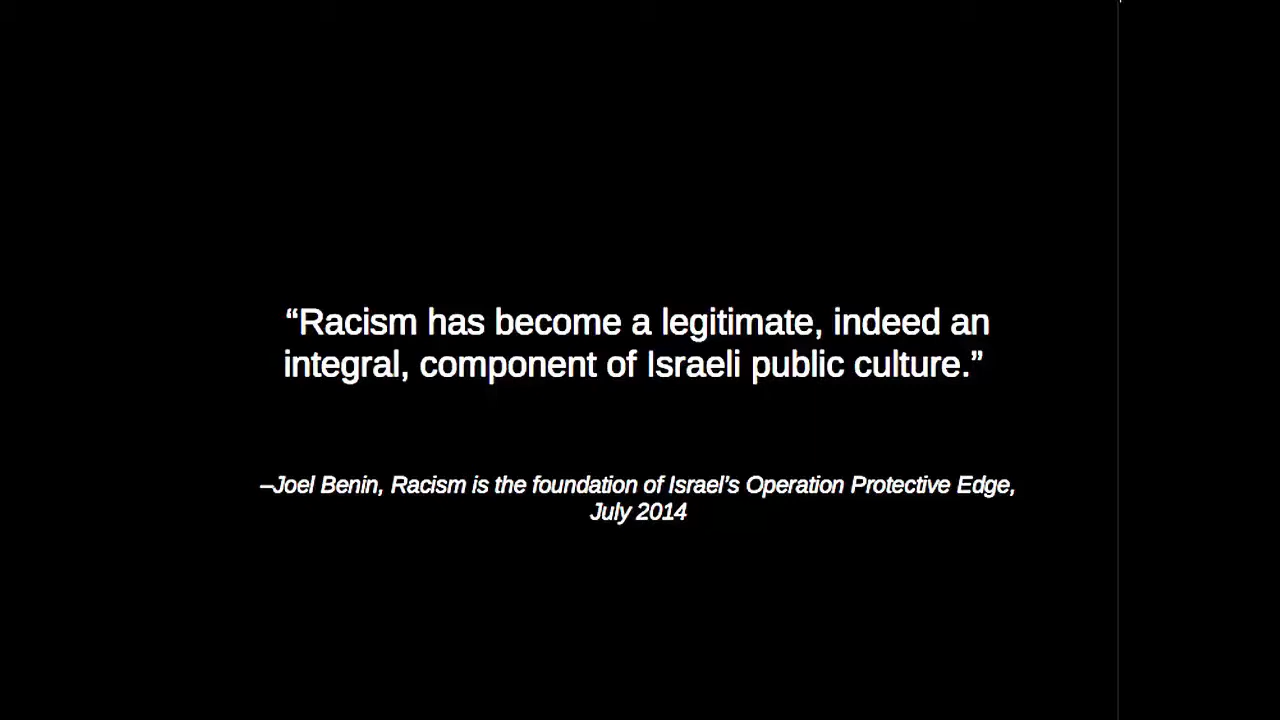 “Racism has become a legitimate, indeed an
integral, component of Israeli public culture.”
–Joel Benin, Racism is the foundation of Israel’s Operation Protective Edge,
July 2014